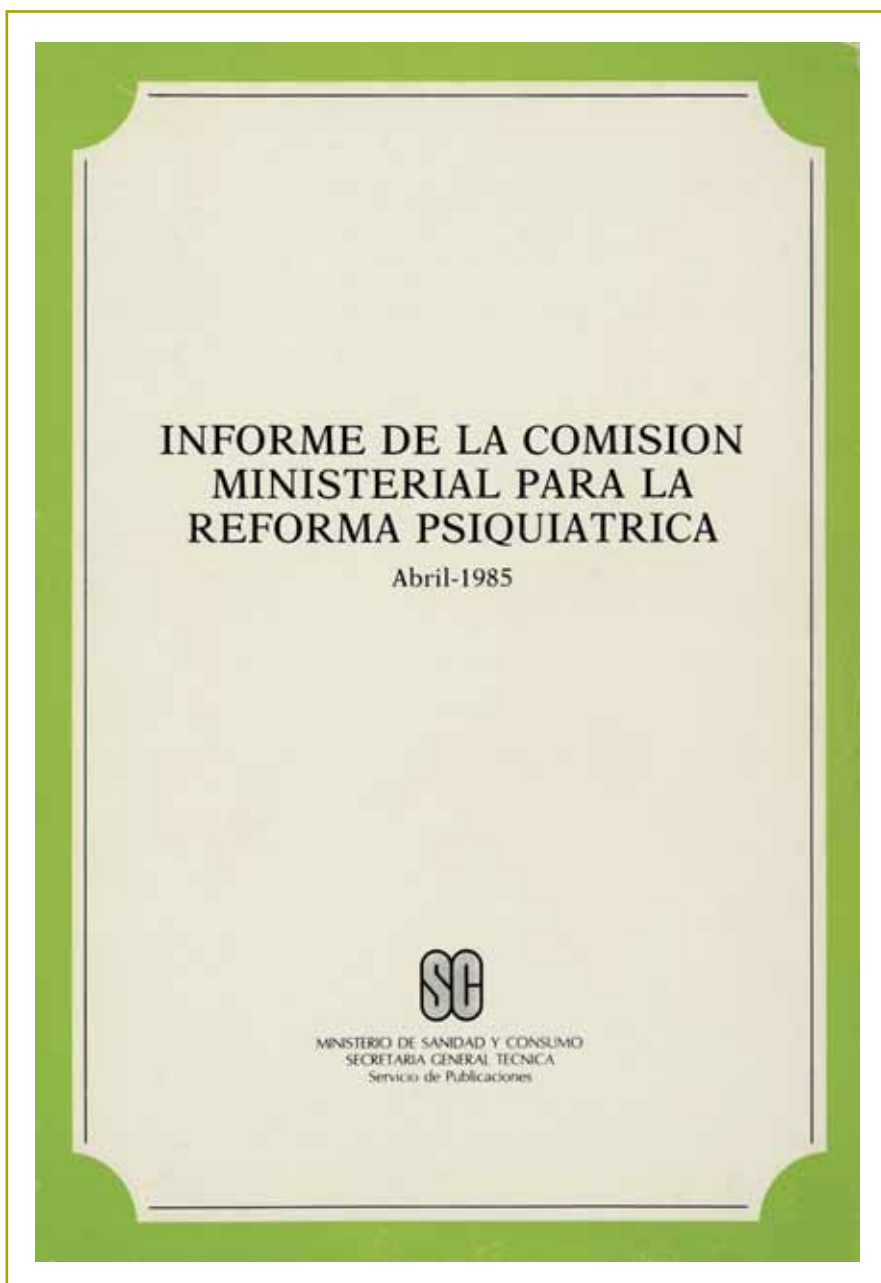 INFORME DE LA COMISION
MINISTERIAL PARA LA
REFORMA PSIQUIATRICA
Abril-1985
SC
MINISTERIO DE SANIDAD Y CONSUMO
SECRETARIA GENERAL TECNICA
Servicio de Publicaciones